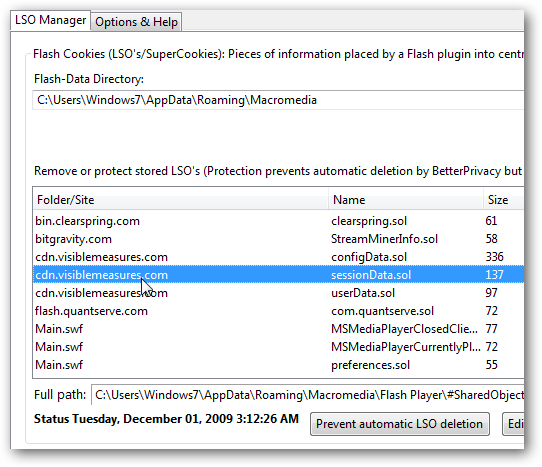 LSO Manager Options & Help
Flash Cookies (LSO's/SuperCookies): Pieces of information placed by a Flash plugin into centr
Flash-Data Directory:
C:\Users\Windows7\AppData\Roaming\Macromedia
Remove or protect stored LSO's (Protection prevents automatic deletion by BetterPrivacy but
Folder/Site Name Size
bin.clearspring.com clearspring.sol 61
bitgravity.com StreamMinerInfo.sol 58
cdn.visiblemeasures.com configData.sol 336
cdn.visiblemeasures.com sessionData.sol 137
cdn.visiblemeasures.com userData.sol 97
flash.quantserve.com com.quantserve.sol 72
Main.swf MSMediaPlayerClosedClie... 77
Main.swf MSMediaPlayerCurrentlyPl... 72
Main.swf preferences.sol 55
Full path: C:\Users\Windows7\AppData\Roaming\Macromedia\Flash Player\#SharedObject
Status Tuesday, December 01, 2009 3:12:26 AM Prevent automatic LSO deletion Edi